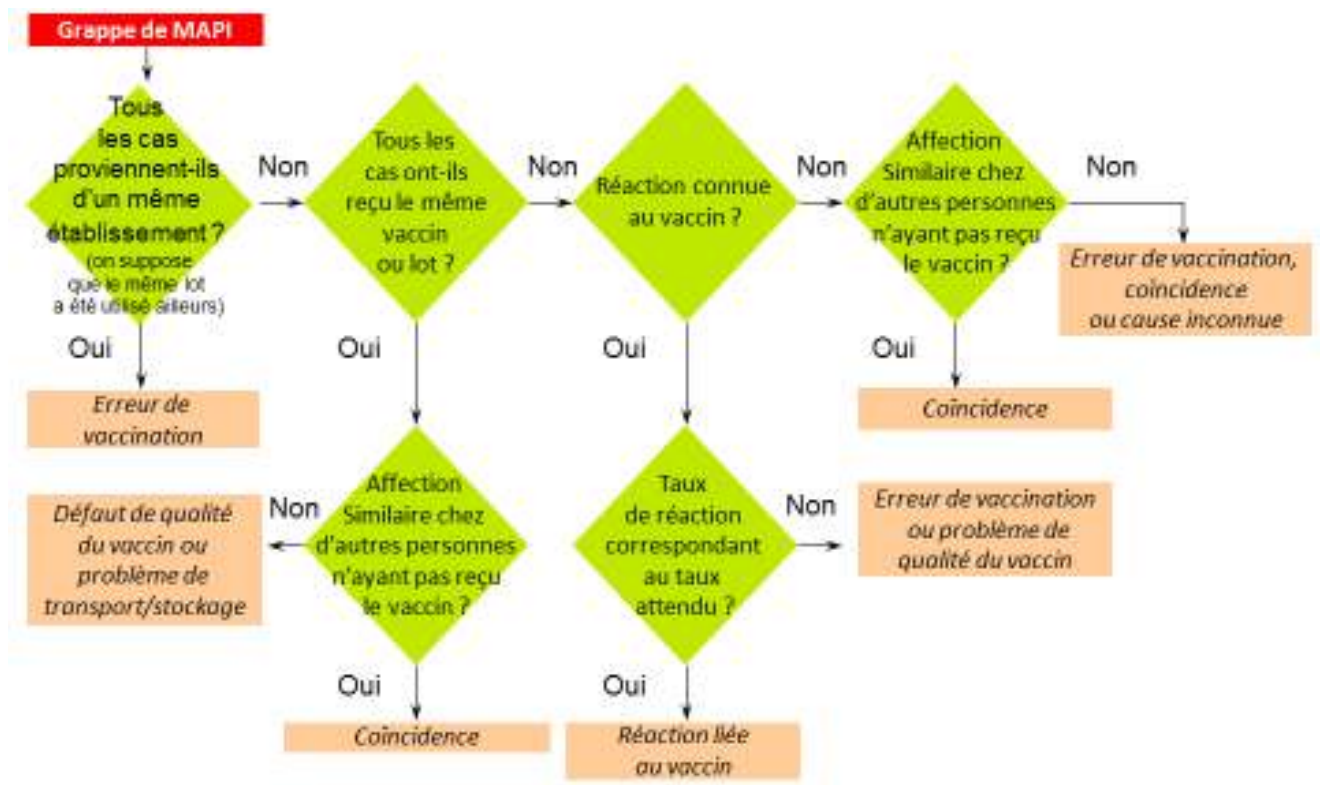 Grappe de MAPI
Tous
les cas
proviennent-ils
d'un même
établissement ?
(on suppose
que le même lot
a été utilisé ailleurs)
Non
Tous les
cas ont-ils
reçu le même
vaccin
ou lot ?
Non
Réaction connue
au vaccin ?
Non
Affection
Similaire chez
d'autres personnes
n'ayant pas reçu
le vaccin ?
Non
Erreur de vaccination,
coïncidence
ou cause inconnue
Oui
Erreur de
vaccination
Oui
Oui
Oui
Coïncidence
Affection
Similaire chez
d'autres personnes
n'ayant pas reçu
le vaccin ?
Non
Défaut de qualité
du vaccin ou
problème de
transport/stockage
Taux
de réaction
correspondant
au taux
attendu ?
Non
Erreur de vaccination
ou problème de
qualité du vaccin
Oui
Coïncidence
Oui
Réaction liée
au vaccin